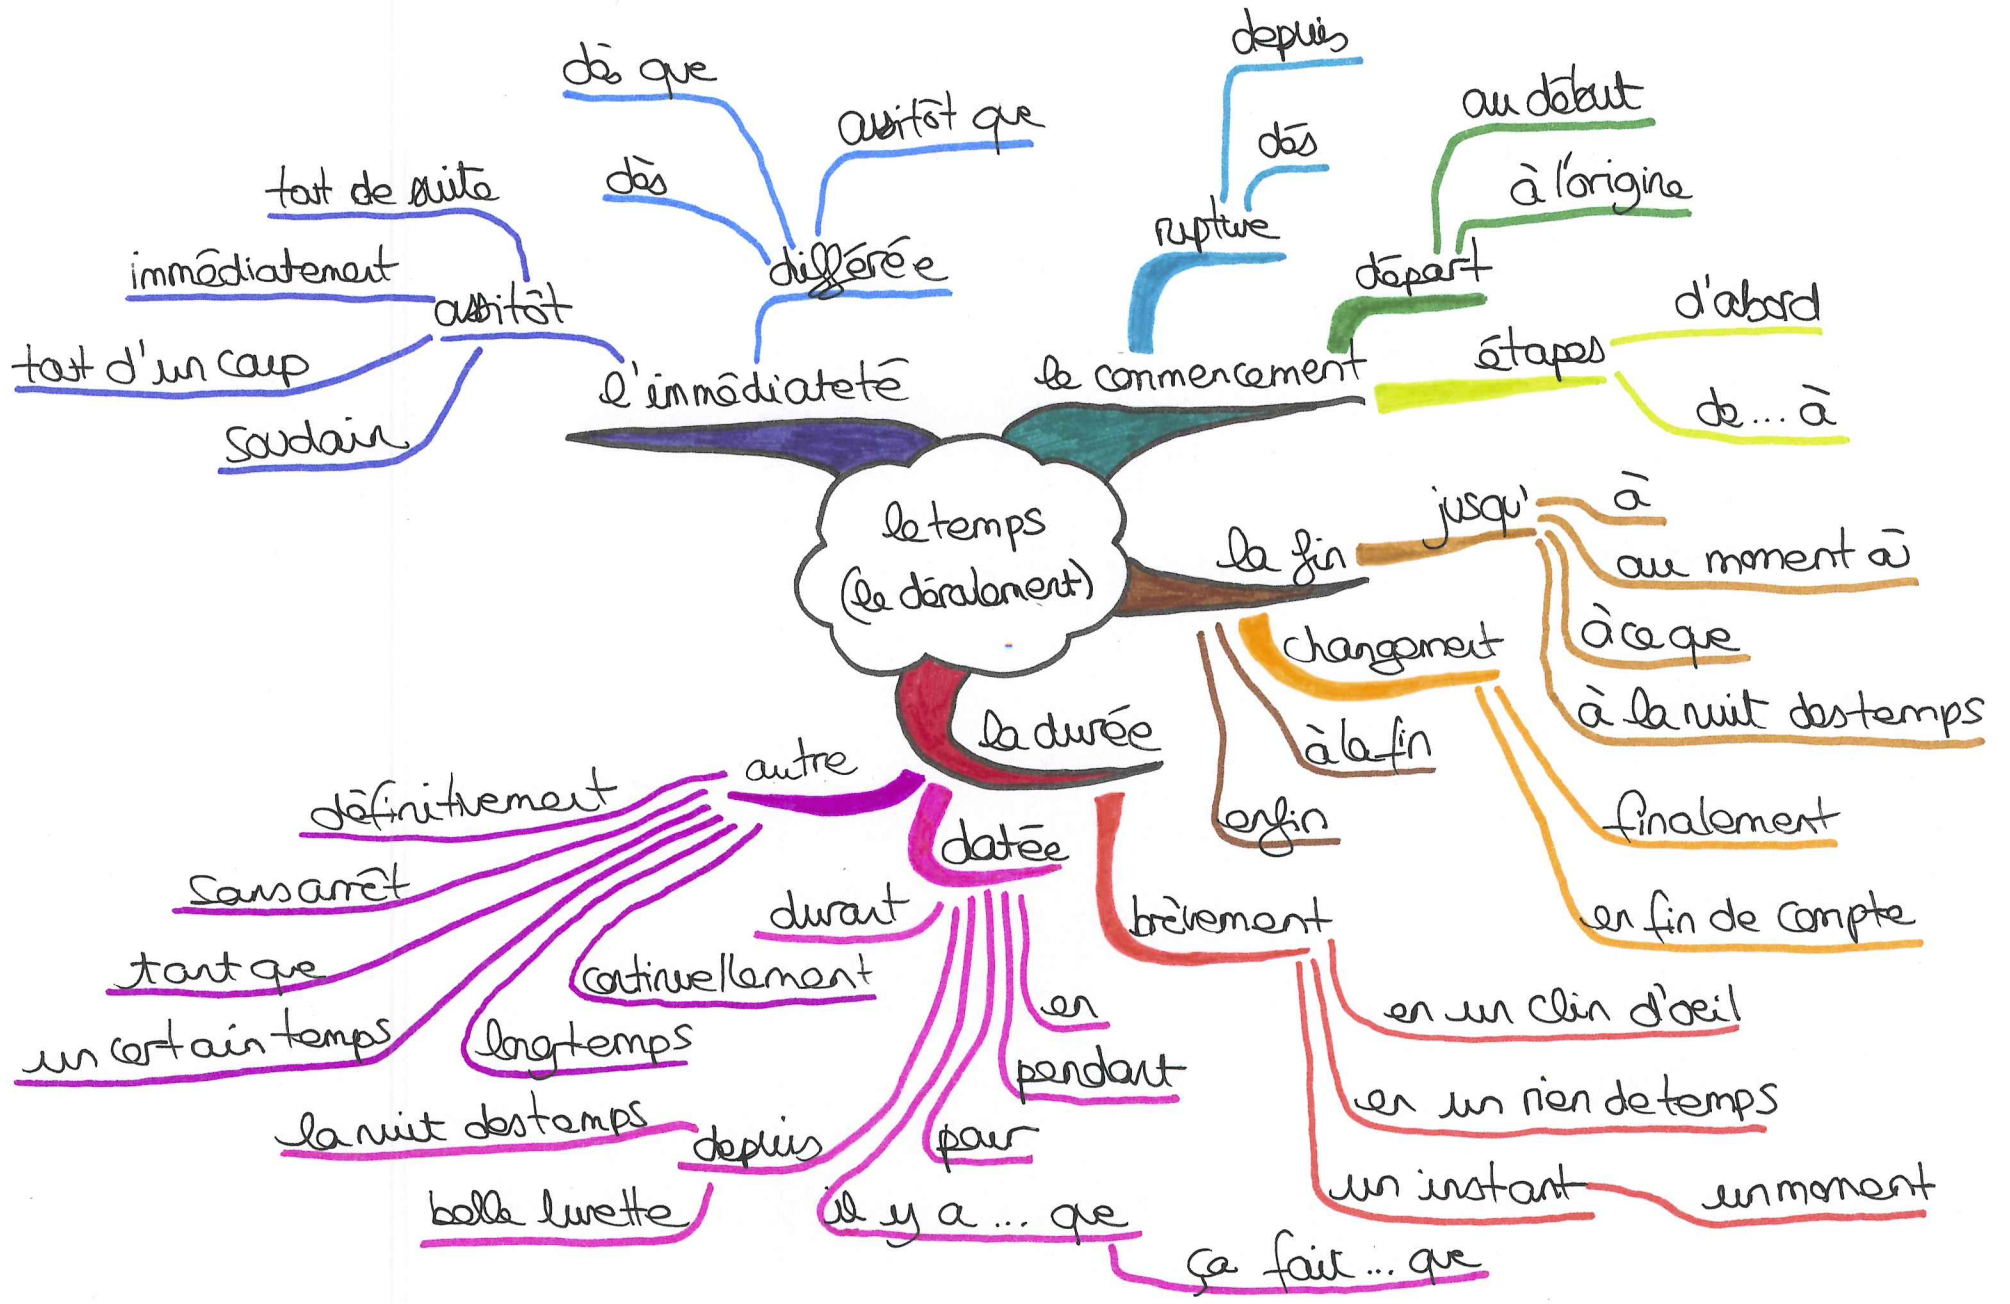 le temps
(le déroulement)
l'immédiateté
aussitôt
tout de suite
immédiatement
tout d'un coup
soudain
différée
dès que
dès
aussitôt que
le commencement
rupture
depuis
dès
départ
au début
à l'origine
étapes
d'abord
de... à
la fin
jusqu'
à
au moment où
à ce que
à la nuit des temps
changement
finalement
en fin de compte
à la fin
enfin
la durée
brèvement
en un clin d'oeil
en un rien de temps
un instant
un moment
datée
durant
en
pendant
pour
il y a ... que
ça fait ... que
depuis
la nuit des temps
belle lurette
autre
définitivement
sans arrêt
tant que
un certain temps
longtemps
continuellement